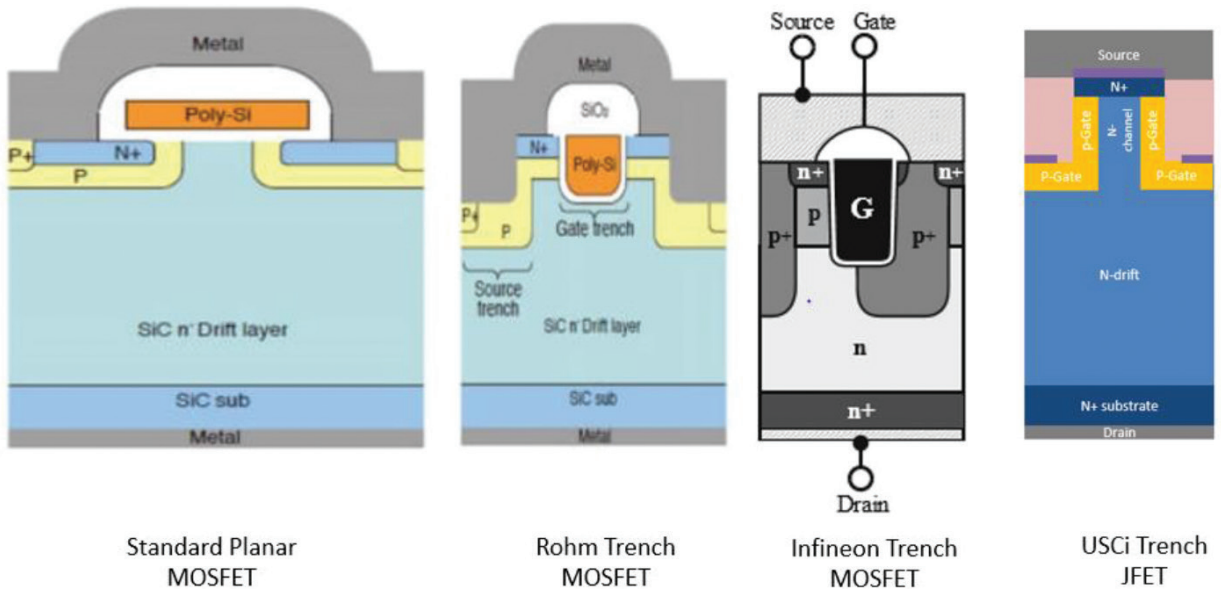 Metal
Poly-Si
P+
N+
P
SiC n⁻ Drift layer
SiC sub
Metal
Standard Planar
MOSFET
Metal
SiO₂
N+
Poly-Si
P+
P
Gate trench
Source
trench
SiC n⁻ Drift layer
SiC sub
Metal
Rohm Trench
MOSFET
Source
Gate
n+
n+
G
p
p+
p+
n
n+
Drain
Infineon Trench
MOSFET
Source
N+
p-Gate
N-
channel
p-Gate
P-Gate
P-Gate
N-drift
N+ substrate
Drain
USCi Trench
JFET